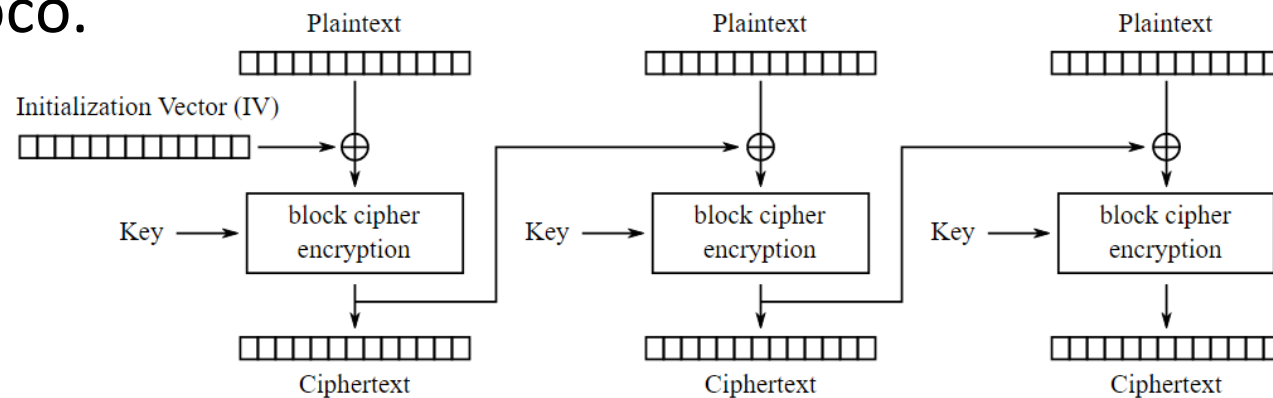 Plaintext Plaintext Plaintext
Initialization Vector (IV)
Key block cipher encryption Key block cipher encryption Key block cipher encryption
Ciphertext Ciphertext Ciphertext